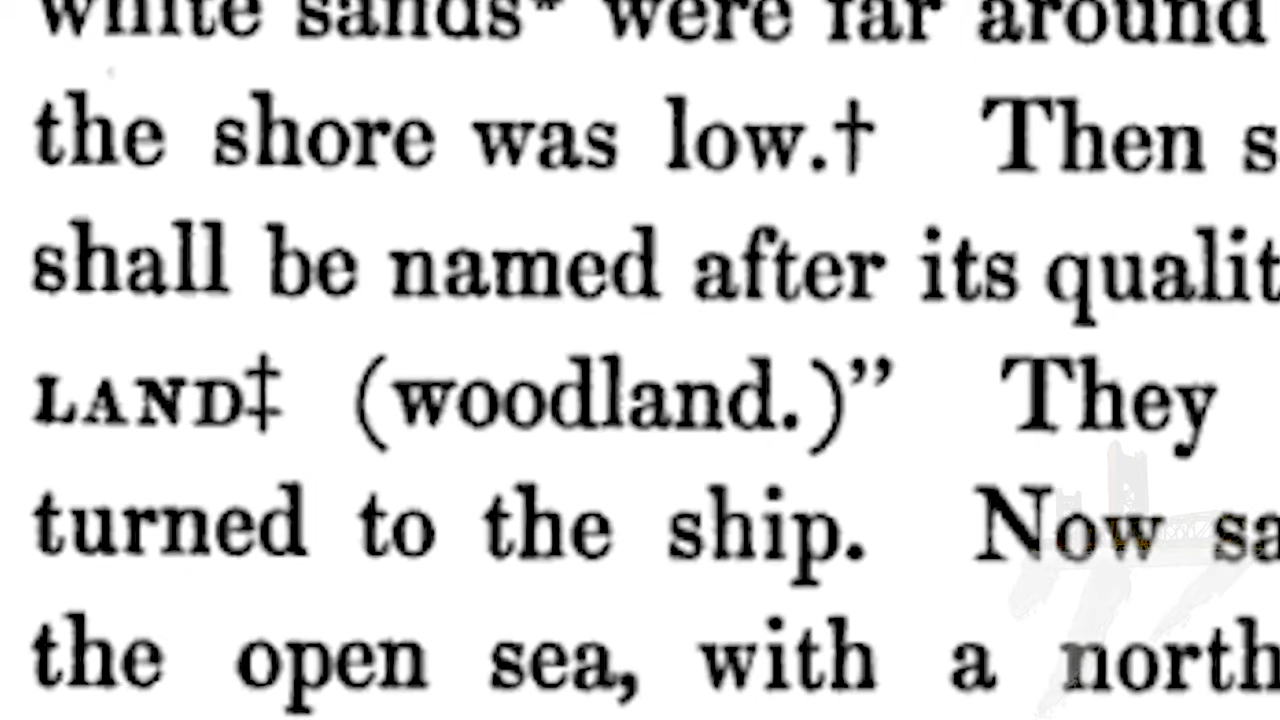 white sands* were far around
the shore was low.† Then s
shall be named after its qualit
LAND‡ (woodland.)” They
turned to the ship. Now sa
the open sea, with a north